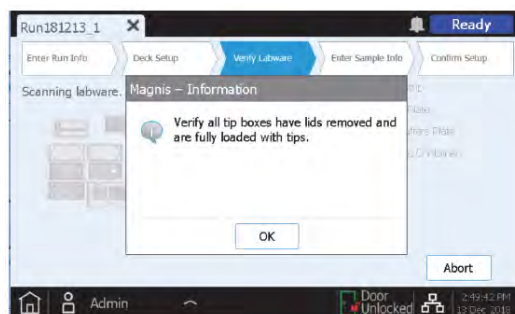 Run181213_1
Ready
Enter Run Info
Deck Setup
Verify Labware
Enter Sample Info
Confirm Setup
Scanning labware.
Magnis – Information
Verify all tip boxes have lids removed and
are fully loaded with tips.
OK
Plate
Abort
Admin
Door
Unlocked
2:49:42 PM
13 Dec 2018